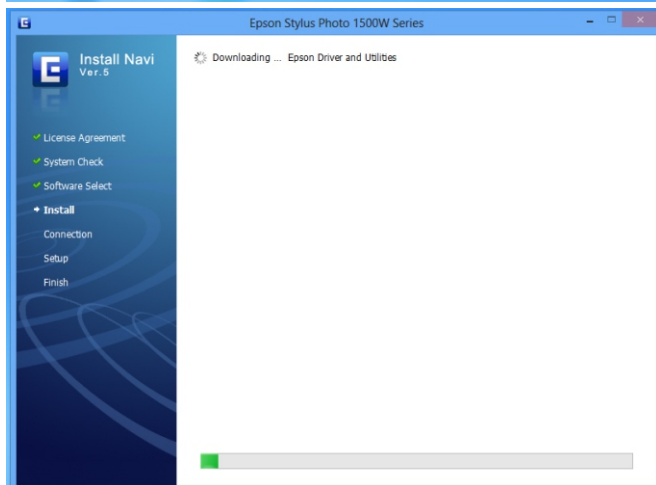 Epson Stylus Photo 1500W Series
Install Navi
Ver.5
License Agreement
System Check
Software Select
Install
Connection
Setup
Finish
Downloading ... Epson Driver and Utilities